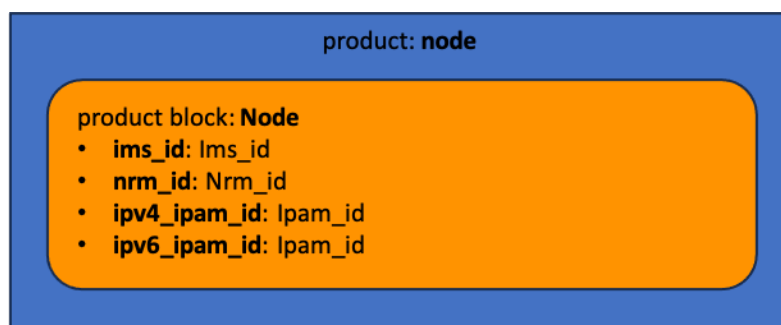 product: node
product block: Node
• ims_id: Ims_id
• nrm_id: Nrm_id
• ipv4_ipam_id: Ipam_id
• ipv6_ipam_id: Ipam_id